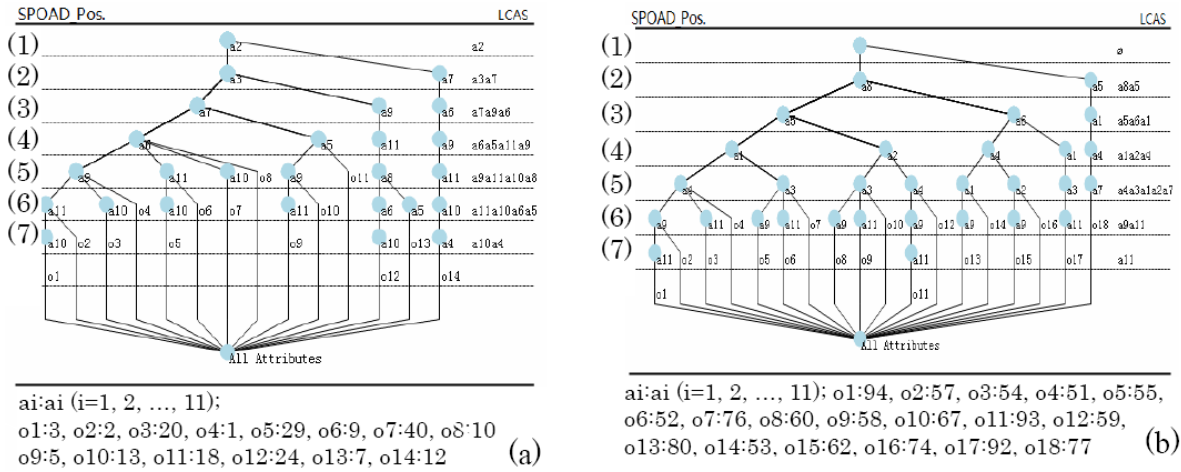 SPOAD_Pos. LCAS
(1) a2 a2
(2) a3 a7 a3a7
(3) a7 a9 a6 a7a9a6
(4) a6 a5 a11 a9 a6a5a11a9
(5) a9 a11 a10 o8 a9 o11 a8 a11 a9a11a10a8
(6) a11 a10 o4 a10 o6 o7 a11 o10 a6 a5 a10 a11a10a6a5
(7) a10 o2 o3 o5 o9 a10 o13 a4 a10a4
o1 o12 o14
All Attributes
ai:ai (i=1, 2, ..., 11);
o1:3, o2:2, o3:20, o4:1, o5:29, o6:9, o7:40, o8:10
o9:5, o10:13, o11:18, o12:24, o13:7, o14:12 (a)
SPOAD_Pos. LCAS
(1) ø
(2) a8 a5 a8a5
(3) a5 a6 a1 a5a6a1
(4) a1 a2 a4 a1 a4 a1a2a4
(5) a4 a3 a3 a4 a1 a2 a3 a7 a4a3a1a2a7
(6) a9 a11 o4 a9 a11 o7 a9 a11 o10 a9 o12 a9 o14 a9 o16 a11 o18 a9a11
(7) a11 o2 o3 o5 o6 o8 o9 a11 o13 o15 o17 a11
o1 o11
All Attributes
ai:ai (i=1, 2, ..., 11); o1:94, o2:57, o3:54, o4:51, o5:55,
o6:52, o7:76, o8:60, o9:58, o10:67, o11:93, o12:59,
o13:80, o14:53, o15:62, o16:74, o17:92, o18:77 (b)